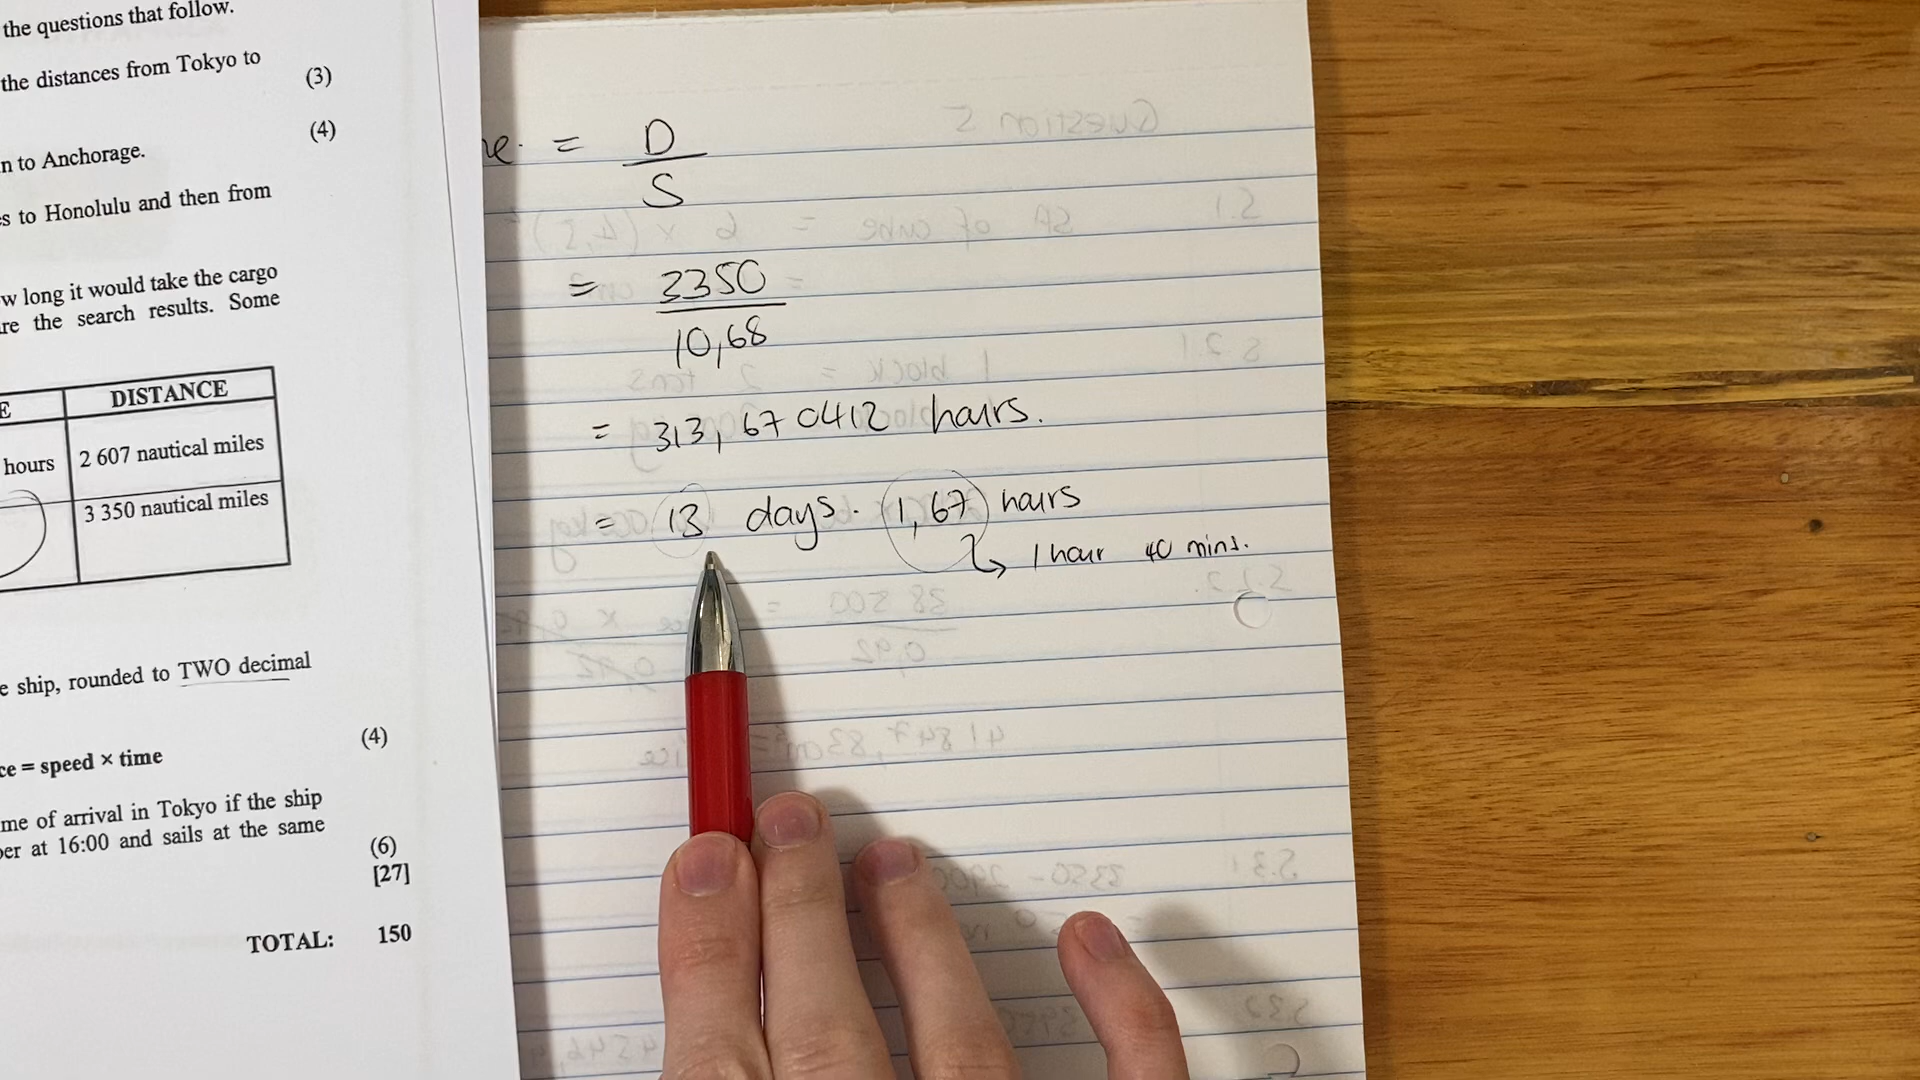 the questions that follow.
the distances from Tokyo to
(3)
(4)
n to Anchorage.
s to Honolulu and then from
w long it would take the cargo
re the search results. Some
E DISTANCE
hours 2 607 nautical miles
3 350 nautical miles
e ship, rounded to TWO decimal
(4)
ce = speed × time
me of arrival in Tokyo if the ship
per at 16:00 and sails at the same
(6)
[27]
TOTAL: 150
= D
S
= 3350
10,68
= 313,670412 hours.
= 13 days. 1,67 hours
1 hour 40 mins.